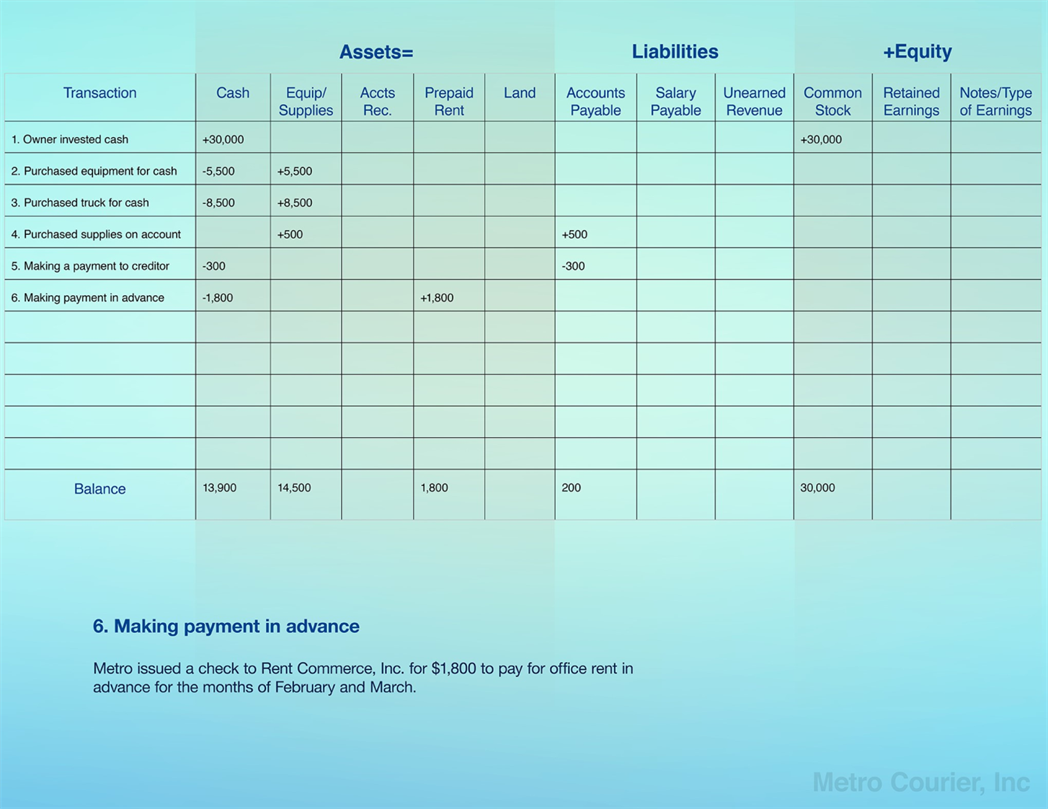 Assets= Liabilities +Equity
Transaction Cash Equip/ Supplies Accts Rec. Prepaid Rent Land Accounts Payable Salary Payable Unearned Revenue Common Stock Retained Earnings Notes/Type of Earnings
1. Owner invested cash +30,000 +30,000
2. Purchased equipment for cash -5,500 +5,500
3. Purchased truck for cash -8,500 +8,500
4. Purchased supplies on account +500 +500
5. Making a payment to creditor -300 -300
6. Making payment in advance -1,800 +1,800
Balance 13,900 14,500 1,800 200 30,000
6. Making payment in advance
Metro issued a check to Rent Commerce, Inc. for $1,800 to pay for office rent in
advance for the months of February and March.
Metro Courier, Inc